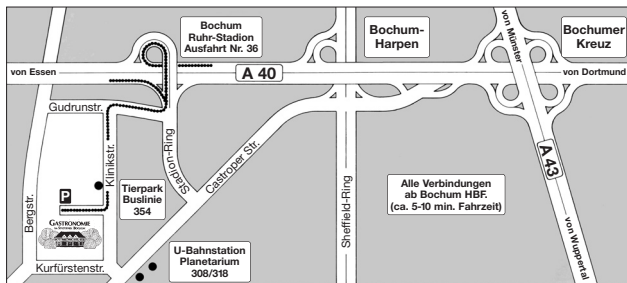 Bochum
Ruhr-Stadion
Ausfahrt Nr. 36
Bochum-
Harpen
von Münster
Bochumer
Kreuz
von Essen
A 40
von Dortmund
Gudrunstr.
Klinikstr.
Stadion-Ring
Castroper Str.
Sheffield-Ring
A 43
von Wuppertal
Bergstr.
P
Tierpark
Buslinie
354
Alle Verbindungen
ab Bochum HBF.
(ca. 5-10 min. Fahrzeit)
GASTRONOMIE
Kurfürstenstr.
U-Bahnstation
Planetarium
308/318